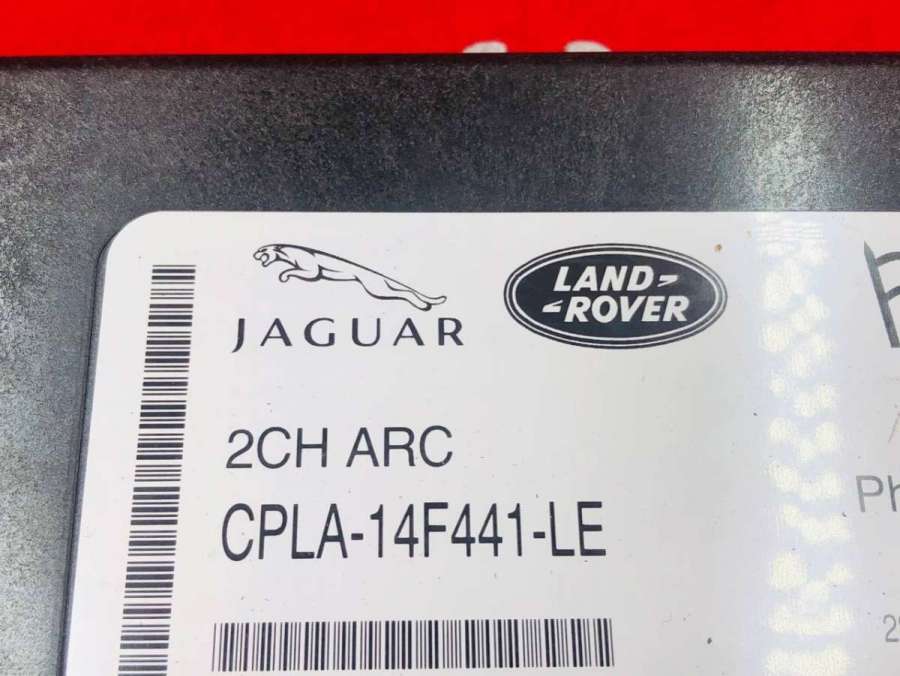 JAGUAR
LAND
ROVER
2CH ARC
CPLA-14F441-LE